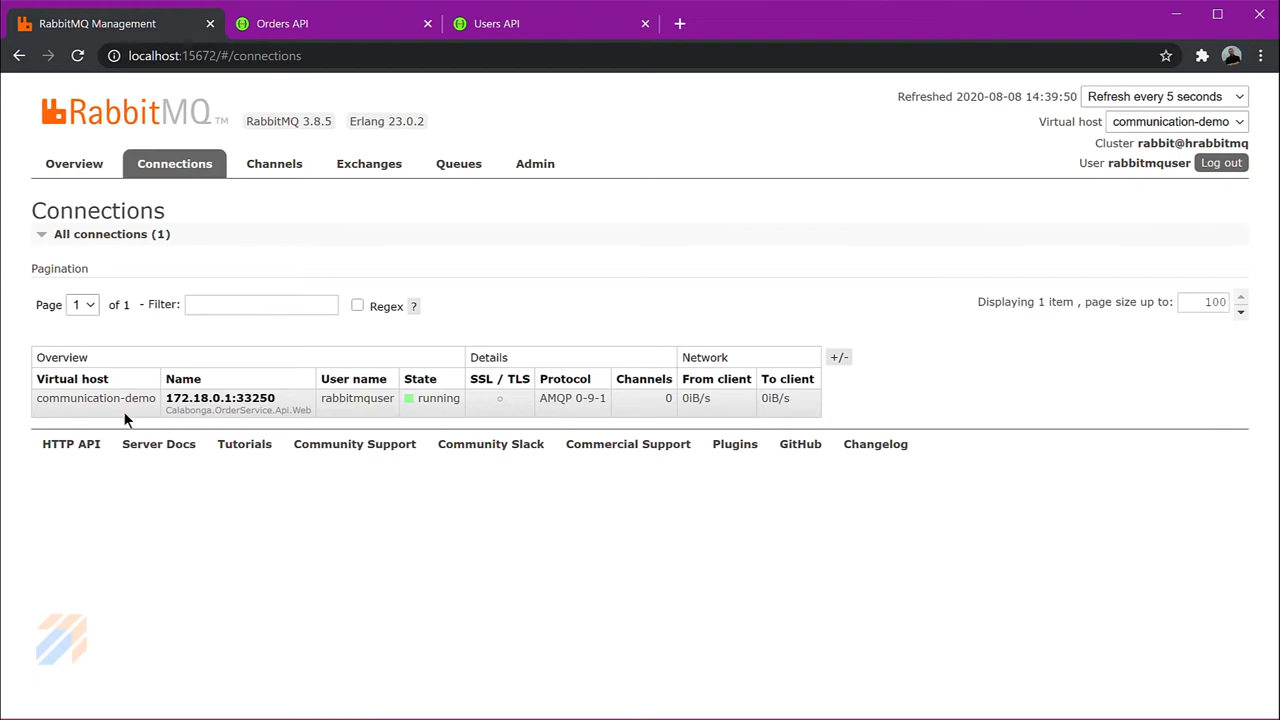 RabbitMQ Management
Orders API
Users API
localhost:15672/#/connections
RabbitMQ TM
RabbitMQ 3.8.5
Erlang 23.0.2
Refreshed 2020-08-08 14:39:50
Refresh every 5 seconds
Virtual host communication-demo
Cluster rabbit@hrabbitmq
User rabbitmquser Log out
Overview Connections Channels Exchanges Queues Admin
Connections
All connections (1)
Pagination
Page 1 of 1 - Filter: Regex ?
Displaying 1 item , page size up to: 100
Overview Details Network +/-
Virtual host Name User name State SSL / TLS Protocol Channels From client To client
communication-demo 172.18.0.1:33250 rabbitmquser running AMQP 0-9-1 0 0iB/s 0iB/s
Calabonga.OrderService.Api.Web
HTTP API Server Docs Tutorials Community Support Community Slack Commercial Support Plugins GitHub Changelog